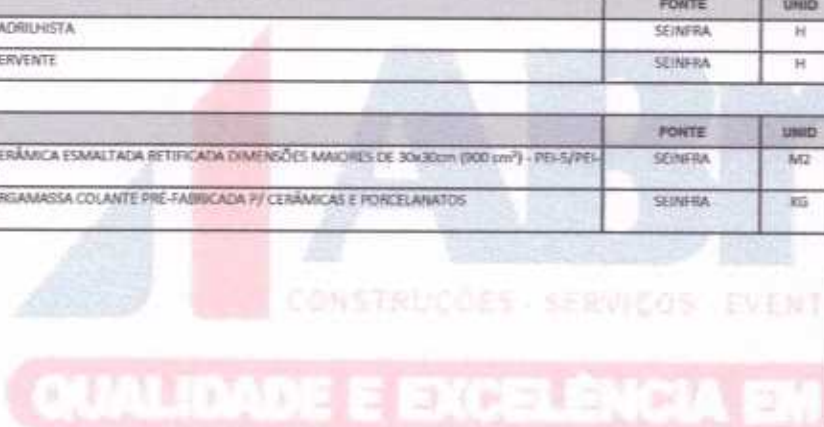 FONTE UNID
ADRILHISTA SEINFRA H
ERVENTE SEINFRA H
FONTE UNID
ERÂMICA ESMALTADA RETIFICADA DIMENSÕES MAIORES DE 30x30cm (900 cm²) - PEI-5/PEI- SEINFRA M2
RGAMASSA COLANTE PRÉ-FABRICADA P/ CERÂMICAS E PORCELANATOS SEINFRA KG
CONSTRUÇÕES - SERVIÇOS - EVENT
QUALIDADE E EXCELÊNCIA EM